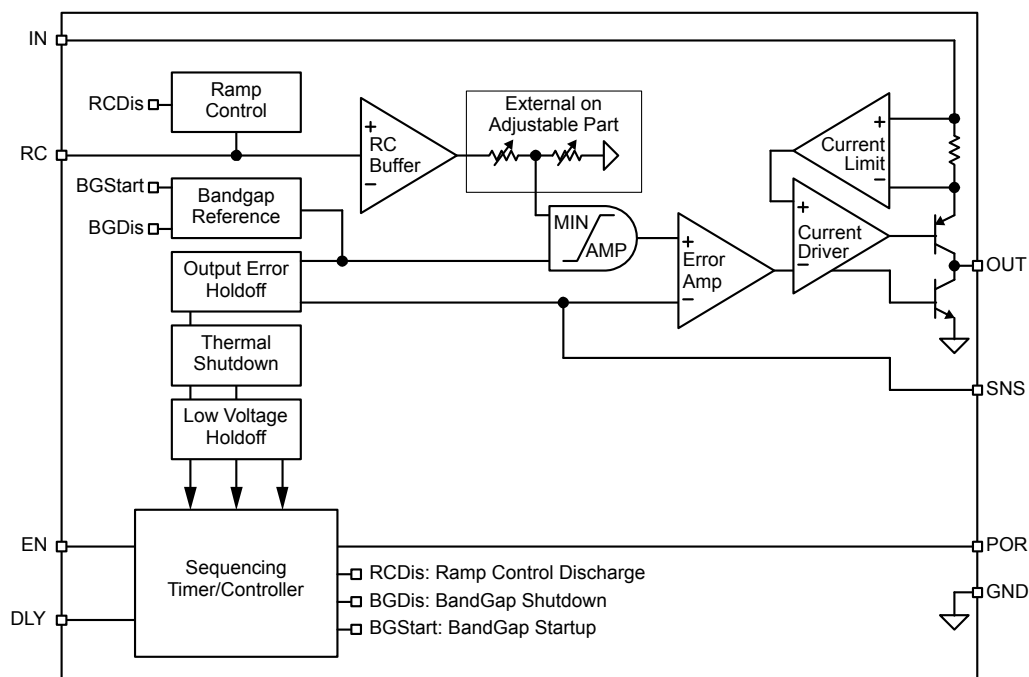 IN
RCDis
Ramp
Control
External on
Adjustable Part
+
RC
Buffer
−
RC
+
Current
Limit
−
BGStart
BGDis
Bandgap
Reference
MIN
AMP
+
Current
Driver
−
Output Error
Holdoff
+
Error
Amp
−
OUT
Thermal
Shutdown
SNS
Low Voltage
Holdoff
EN
Sequencing
Timer/Controller
POR
RCDis: Ramp Control Discharge
BGDis: BandGap Shutdown
BGStart: BandGap Startup
GND
DLY